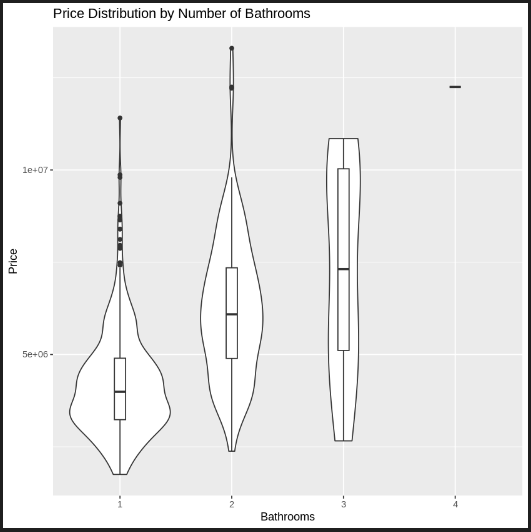 Price Distribution by Number of Bathrooms
1e+07
5e+06
Price
1
2
3
4
Bathrooms